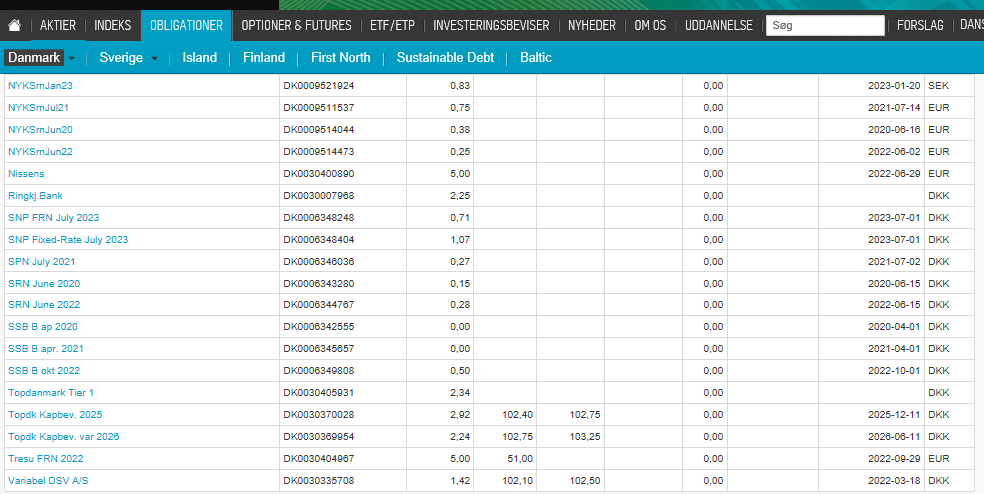 AKTIER INDEKS OBLIGATIONER OPTIONER & FUTURES ETF/ETP INVESTERINGSBEVISER NYHEDER OM OS UDDANNELSE Søg FORSLAG DANS
Danmark Sverige Island Finland First North Sustainable Debt Baltic
NYKSrnJan23 DK0009521924 0,83 0,00 2023-01-20 SEK
NYKSrnJul21 DK0009511537 0,75 0,00 2021-07-14 EUR
NYKSrnJun20 DK0009514044 0,38 0,00 2020-06-16 EUR
NYKSrnJun22 DK0009514473 0,25 0,00 2022-06-02 EUR
Nissens DK0030400890 5,00 0,00 2022-06-29 EUR
Ringkj.Bank DK0030007968 2,25 0,00 DKK
SNP FRN July 2023 DK0006348248 0,71 0,00 2023-07-01 DKK
SNP Fixed-Rate July 2023 DK0006348404 1,07 0,00 2023-07-01 DKK
SPN July 2021 DK0006346036 0,27 0,00 2021-07-02 DKK
SRN June 2020 DK0006343280 0,15 0,00 2020-06-15 DKK
SRN June 2022 DK0006344767 0,28 0,00 2022-06-15 DKK
SSB B ap 2020 DK0006342555 0,00 0,00 2020-04-01 DKK
SSB B apr. 2021 DK0006345657 0,00 0,00 2021-04-01 DKK
SSB B okt 2022 DK0006349808 0,50 0,00 2022-10-01 DKK
Topdanmark Tier 1 DK0030405931 2,34 0,00 DKK
Topdk Kapbev. 2025 DK0030370028 2,92 102,40 102,75 0,00 2025-12-11 DKK
Topdk Kapbev. var 2026 DK0030369954 2,24 102,75 103,25 0,00 2026-06-11 DKK
Tresu FRN 2022 DK0030404967 5,00 51,00 0,00 2022-09-29 EUR
Variabel DSV A/S DK0030335708 1,42 102,10 102,50 0,00 2022-03-18 DKK